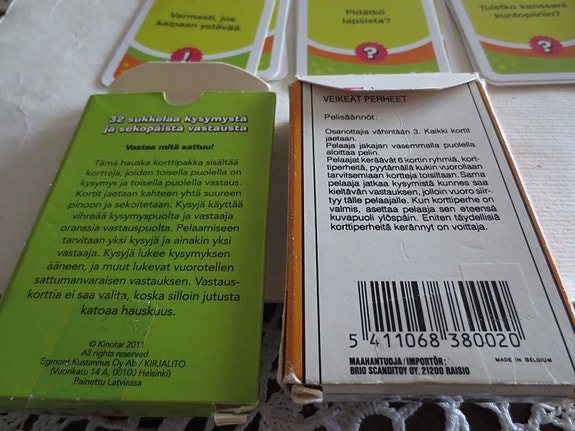 Varmasti, jos
kaipaan ystävää.
!
Pidätkö
lapsista?
?
Tuletko kanssani
kuntopiiriin?
?
32 sukkelaa kysymystä
ja sekopäistä vastausta
Vastaa mitä sattuu!
Tämä hauska korttipakka sisältää
kortteja, joiden toisella puolella on
kysymys ja toisella puolella vastaus.
Kortit jaetaan kahteen yhtä suureen
pinoon ja sekoitetaan. Kysyjä käyttää
vihreää kysymyspuolta ja vastaaja
oranssia vastauspuolta. Pelaamiseen
tarvitaan yksi kysyjä ja ainakin yksi
vastaaja. Kysyjä lukee kysymyksen
ääneen, ja muut lukevat vuorotellen
sattumanvaraisen vastauksen. Vastaus-
korttia ei saa valita, koska silloin jutusta
katoaa hauskuus.
© Kinotar 2011
All rights reserved
Egmont Kustannus Oy Ab / KIRJALITO
(Vuorikatu 14 A, 00100 Helsinki)
Painettu Latviassa
VEIKEÄT PERHEET
Pelisäännöt:
Osanottajia vähintään 3. Kaikki kortit
jaetaan.
Pelaaja jakajan vasemmalla puolella
aloittaa pelin.
Pelaajat keräävät 6 kortin ryhmiä, kort-
tiperheitä, pyytämällä kukin vuorollaan
tarvitsemiaan kortteja toisiltaan. Sama
pelaaja jatkaa kysymistä kunnes saa
kieltävän vastauksen, jolloin vuoro siir-
tyy tälle pelaajalle. Kun korttiperhe on
valmis, asettaa pelaaja sen eteensä
kuvapuoli ylöspäin. Eniten täydellisiä
korttiperheitä kerännyt on voittaja.
5 411068 380020
MAAHANTUOJA/IMPORTÖR:
BRIO SCANDITOY OY, 21200 RAISIO
MADE IN BELGIUM